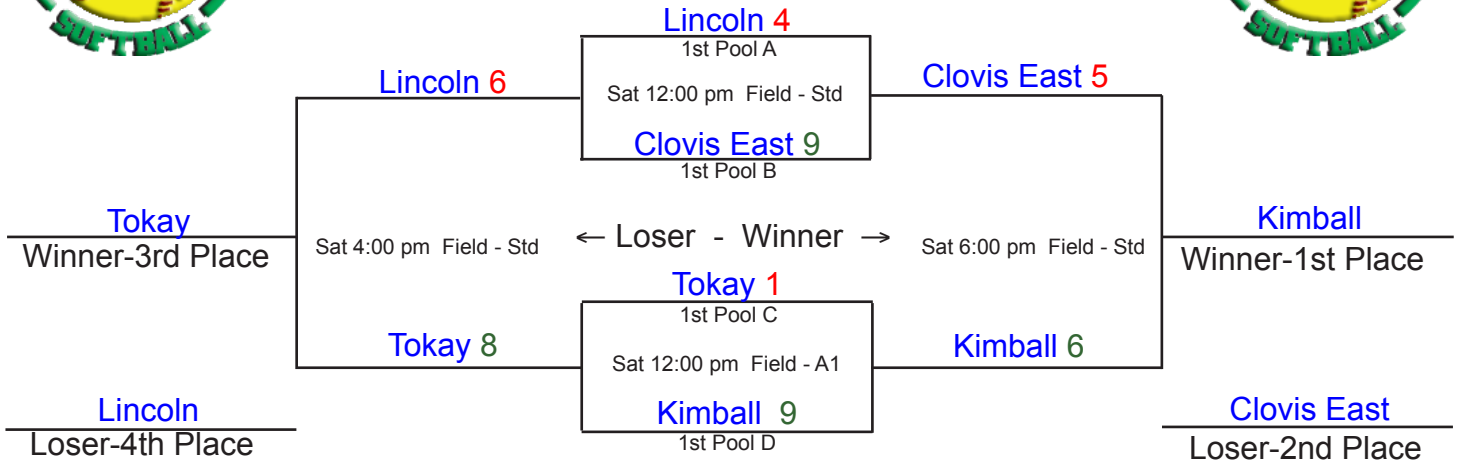 SOFTBALL
SOFTBALL
Lincoln 4
1st Pool A
Lincoln 6
Sat 12:00 pm Field - Std
Clovis East 5
Clovis East 9
1st Pool B
Tokay
Winner-3rd Place
Sat 4:00 pm Field - Std
← Loser - Winner →
Sat 6:00 pm Field - Std
Kimball
Winner-1st Place
Tokay 1
1st Pool C
Tokay 8
Sat 12:00 pm Field - A1
Kimball 6
Kimball 9
1st Pool D
Lincoln
Loser-4th Place
Clovis East
Loser-2nd Place